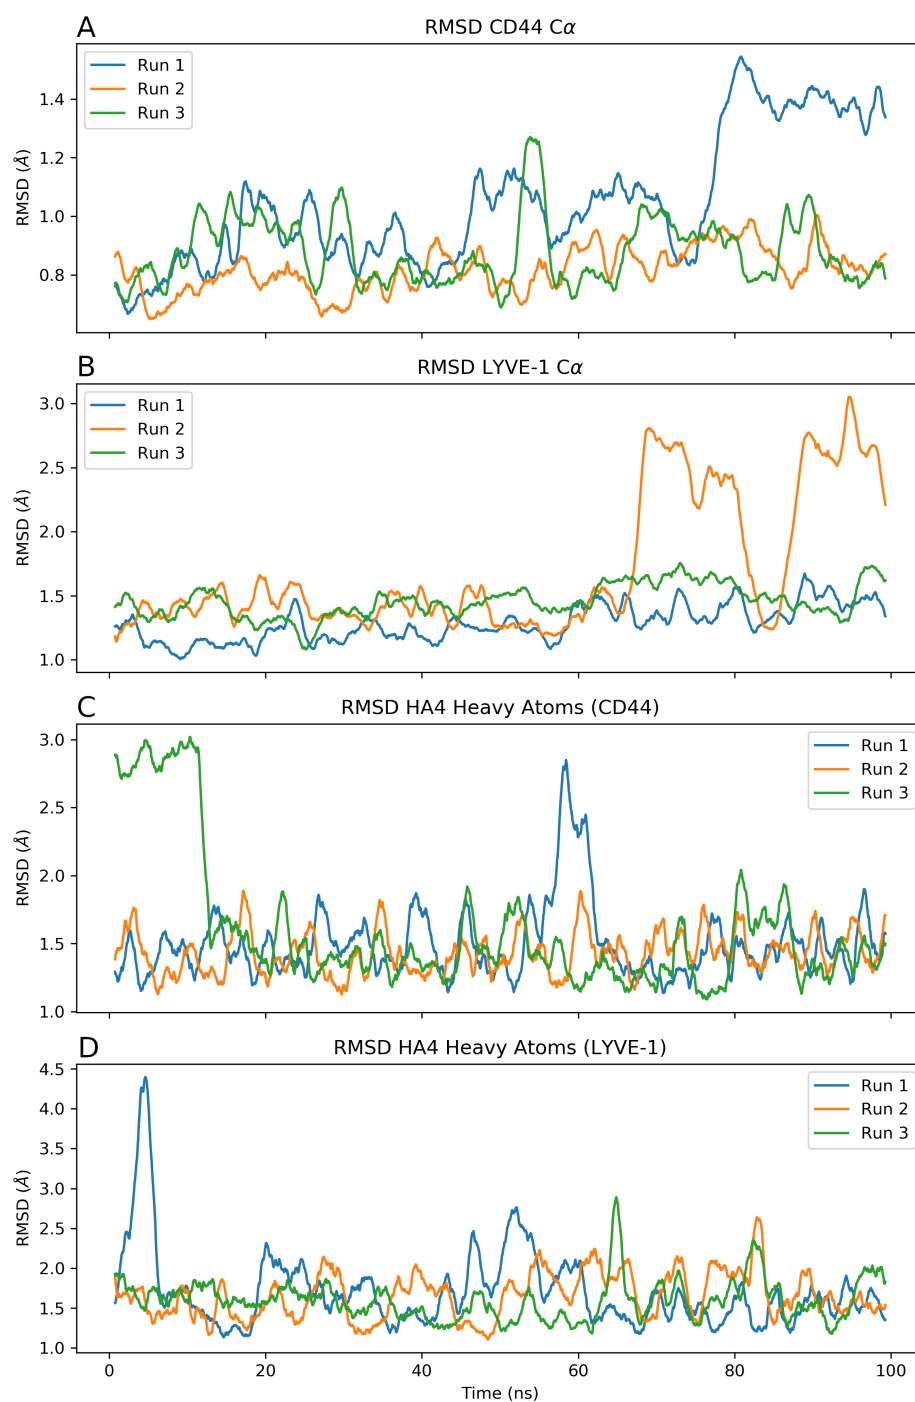 A
RMSD CD44 Cα
Run 1
Run 2
Run 3
1.4
1.2
1.0
0.8
RMSD (Å)
B
RMSD LYVE-1 Cα
Run 1
Run 2
Run 3
3.0
2.5
2.0
1.5
1.0
RMSD (Å)
C
RMSD HA4 Heavy Atoms (CD44)
Run 1
Run 2
Run 3
3.0
2.5
2.0
1.5
1.0
RMSD (Å)
D
RMSD HA4 Heavy Atoms (LYVE-1)
Run 1
Run 2
Run 3
4.5
4.0
3.5
3.0
2.5
2.0
1.5
1.0
RMSD (Å)
0 20 40 60 80 100
Time (ns)